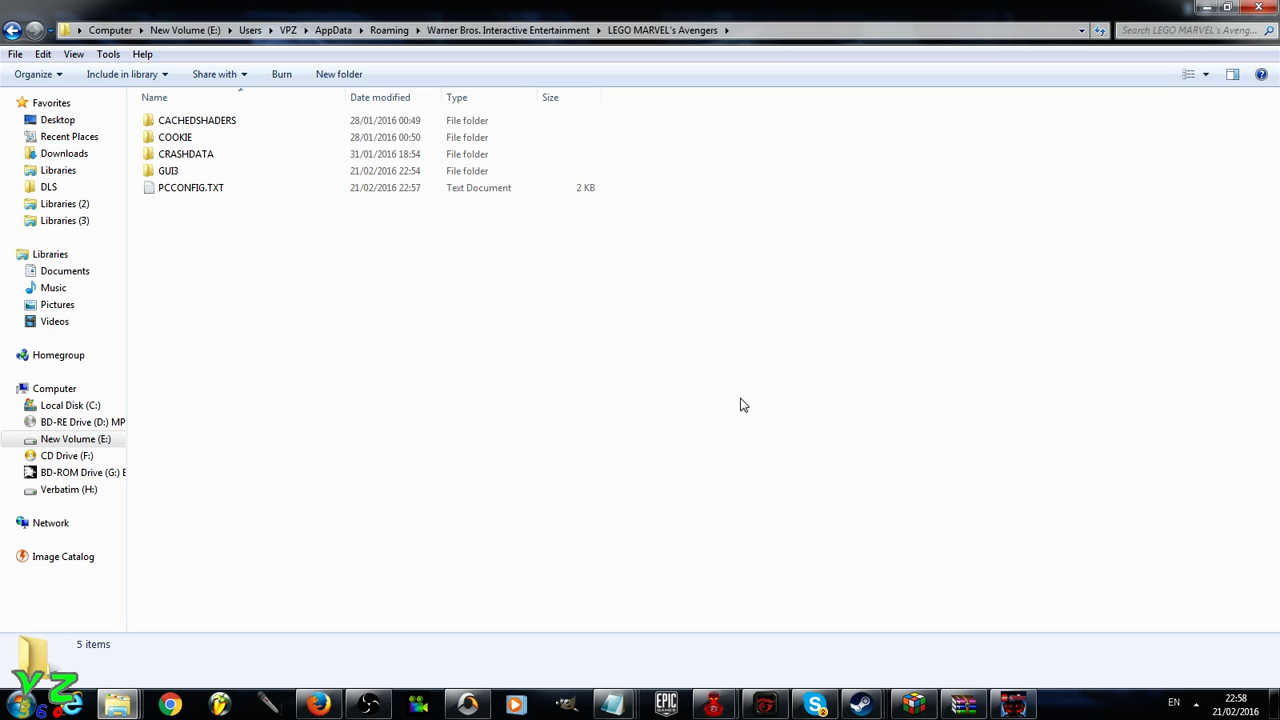 Computer New Volume (E:) Users VPZ AppData Roaming Warner Bros. Interactive Entertainment LEGO MARVEL's Avengers Search LEGO MARVEL's Aveng...
File Edit View Tools Help
Organize Include in library Share with Burn New folder
Name Date modified Type Size
Favorites
Desktop
Recent Places
Downloads
Libraries
DLS
Libraries (2)
Libraries (3)
Libraries
Documents
Music
Pictures
Videos
Homegroup
Computer
Local Disk (C:)
BD-RE Drive (D:) MP
New Volume (E:)
CD Drive (F:)
BD-ROM Drive (G:) E
Verbatim (H:)
Network
Image Catalog
CACHEDSHADERS 28/01/2016 00:49 File folder
COOKIE 28/01/2016 00:50 File folder
CRASHDATA 31/01/2016 18:54 File folder
GUI3 21/02/2016 22:54 File folder
PCCONFIG.TXT 21/02/2016 22:57 Text Document 2 KB
5 items
VZ
EPIC GAMES
EN
22:58
21/02/2016